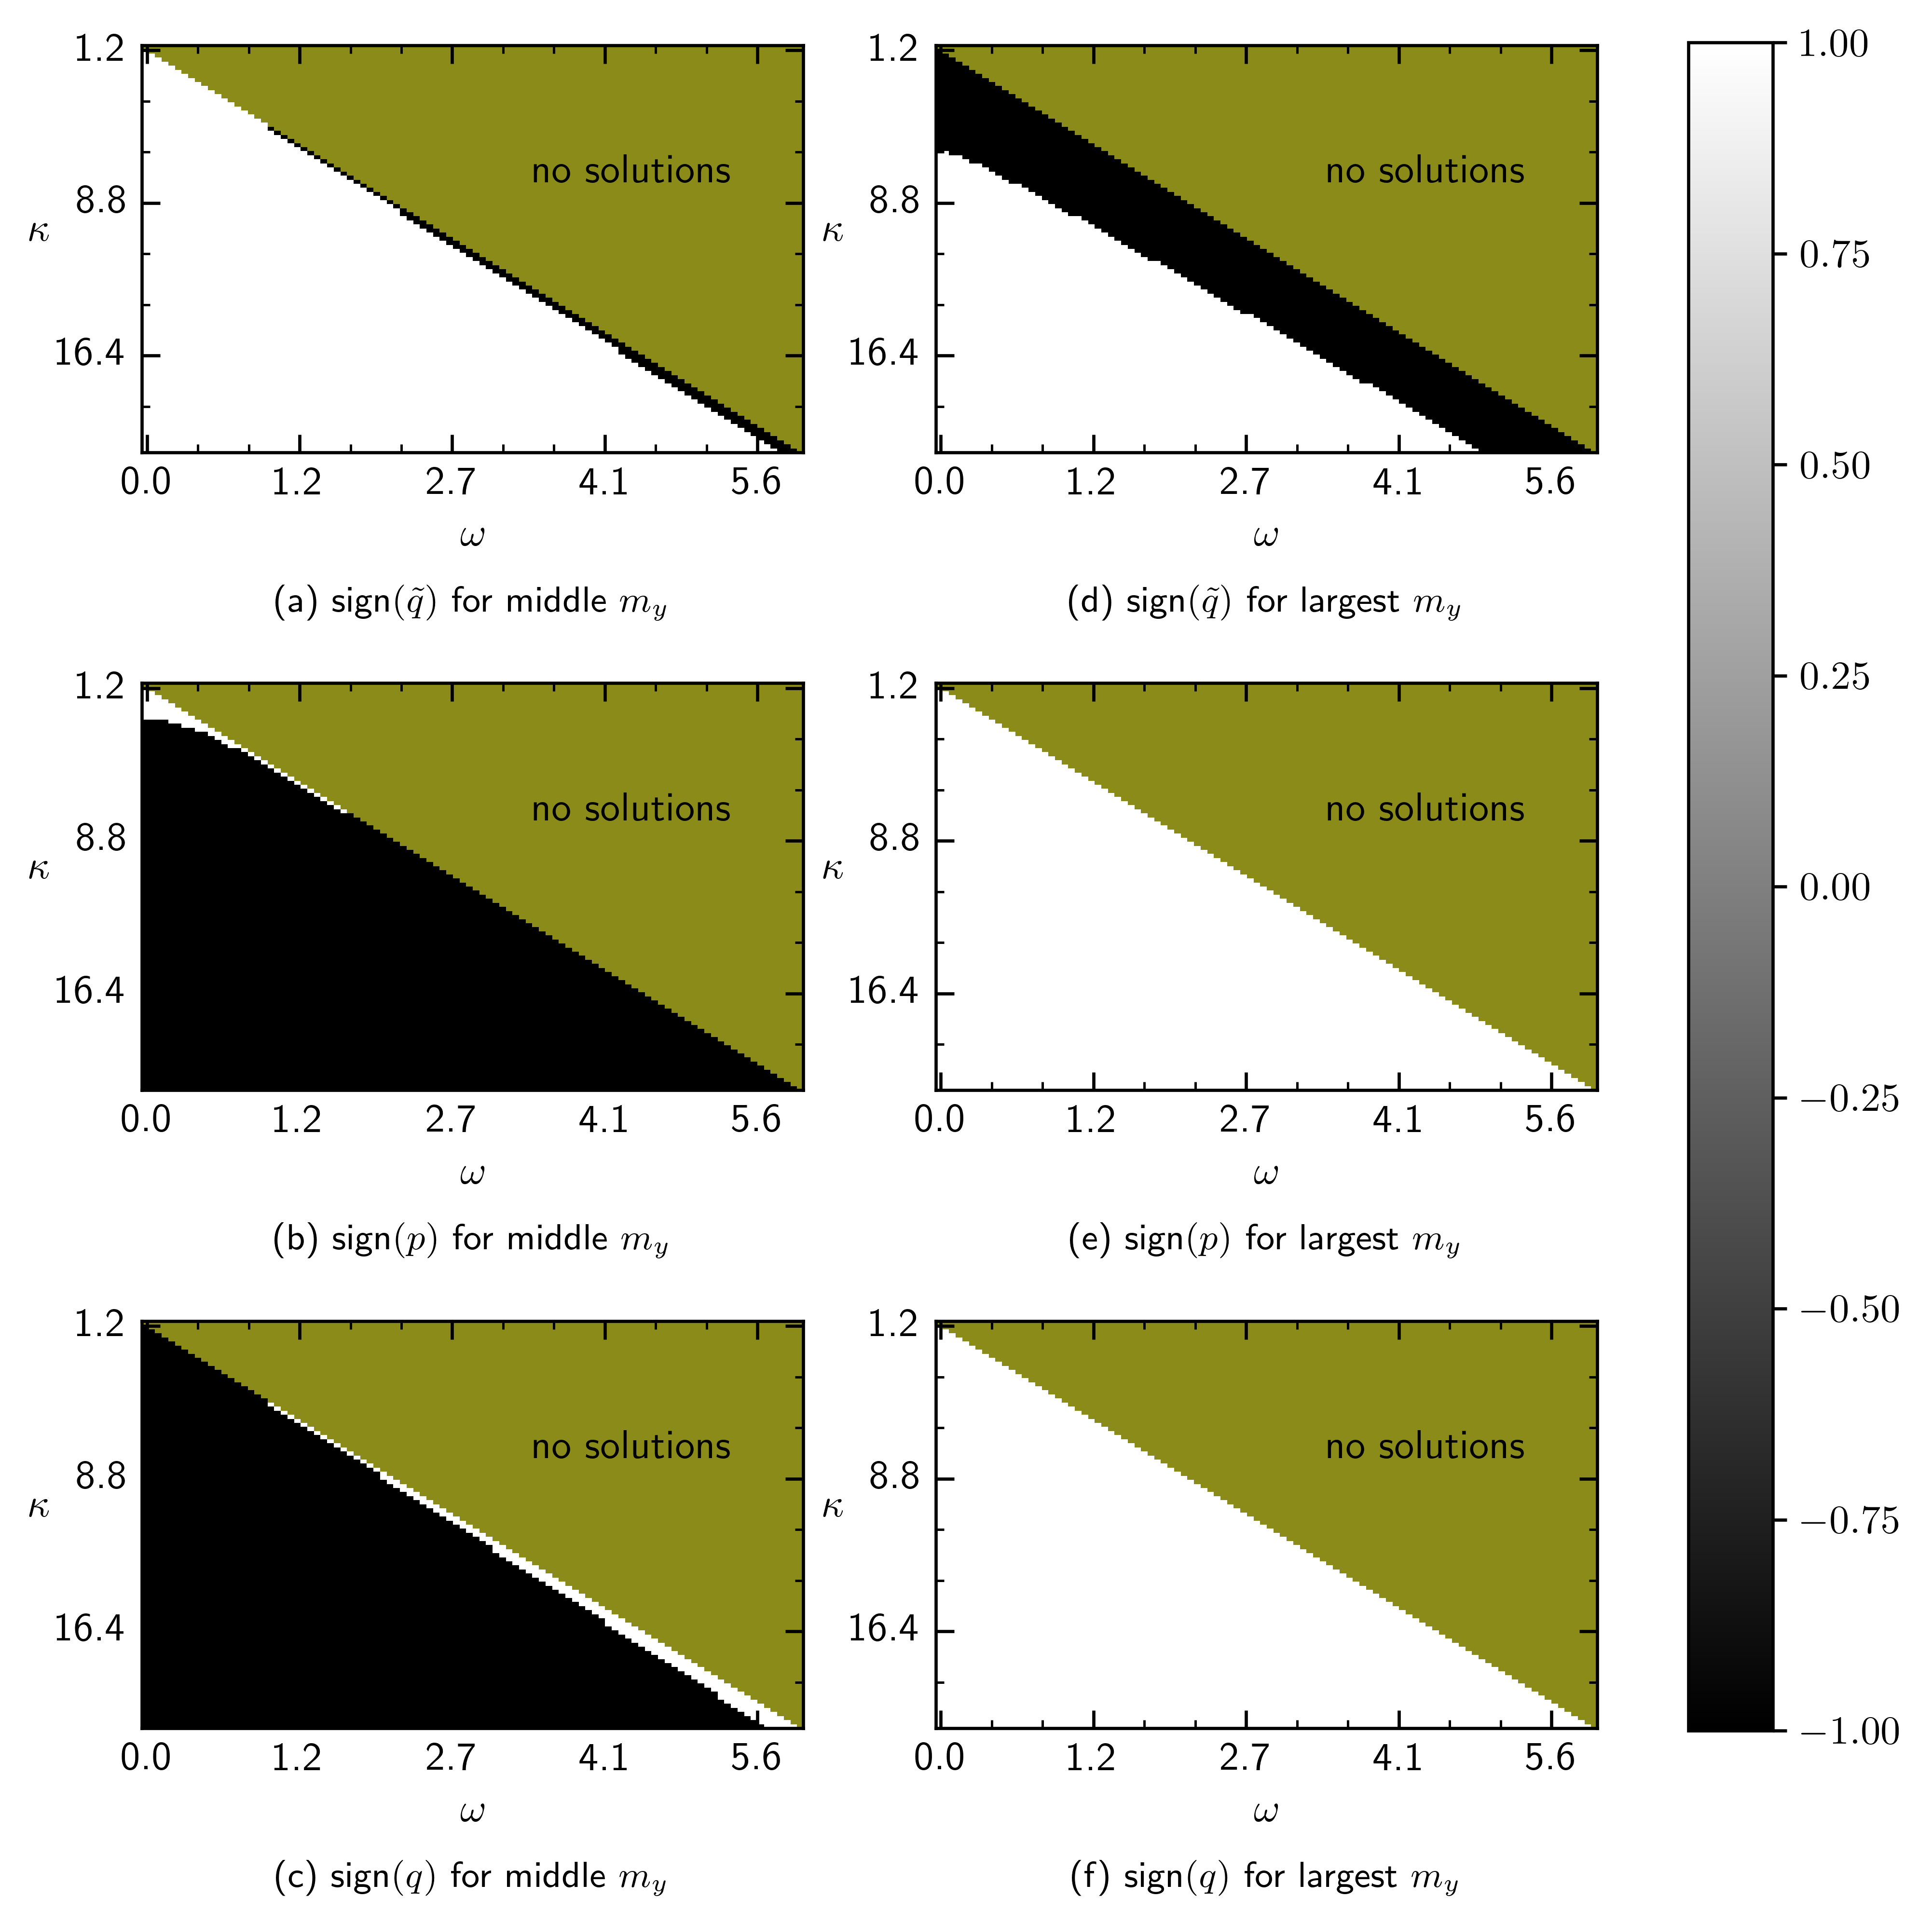 1.2
8.8
16.4
κ
no solutions
0.0 1.2 2.7 4.1 5.6
ω
(a) sign(q̃) for middle m_y
1.2
8.8
16.4
κ
no solutions
0.0 1.2 2.7 4.1 5.6
ω
(d) sign(q̃) for largest m_y
1.2
8.8
16.4
κ
no solutions
0.0 1.2 2.7 4.1 5.6
ω
(b) sign(p) for middle m_y
1.2
8.8
16.4
κ
no solutions
0.0 1.2 2.7 4.1 5.6
ω
(e) sign(p) for largest m_y
1.2
8.8
16.4
κ
no solutions
0.0 1.2 2.7 4.1 5.6
ω
(c) sign(q) for middle m_y
1.2
8.8
16.4
κ
no solutions
0.0 1.2 2.7 4.1 5.6
ω
(f) sign(q) for largest m_y
1.00
0.75
0.50
0.25
0.00
−0.25
−0.50
−0.75
−1.00